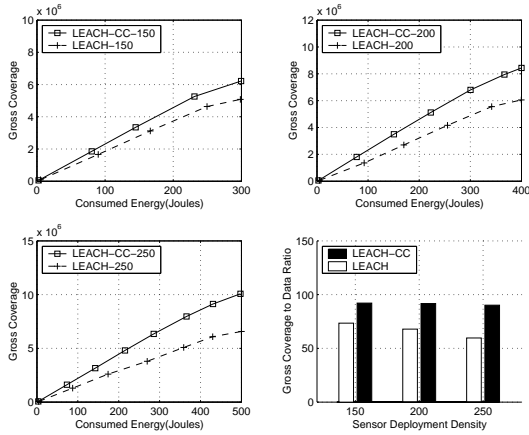 x 10^6
10
8
6
4
2
0
0
100
200
300
Gross Coverage
Consumed Energy(Joules)
LEACH-CC-150
LEACH-150
x 10^6
12
10
8
6
4
2
0
0
100
200
300
400
Gross Coverage
Consumed Energy(Joules)
LEACH-CC-200
LEACH-200
x 10^6
15
10
5
0
0
100
200
300
400
500
Gross Coverage
Consumed Energy(Joules)
LEACH-CC-250
LEACH-250
150
100
50
0
150
200
250
Gross Coverage to Data Ratio
Sensor Deployment Density
LEACH-CC
LEACH